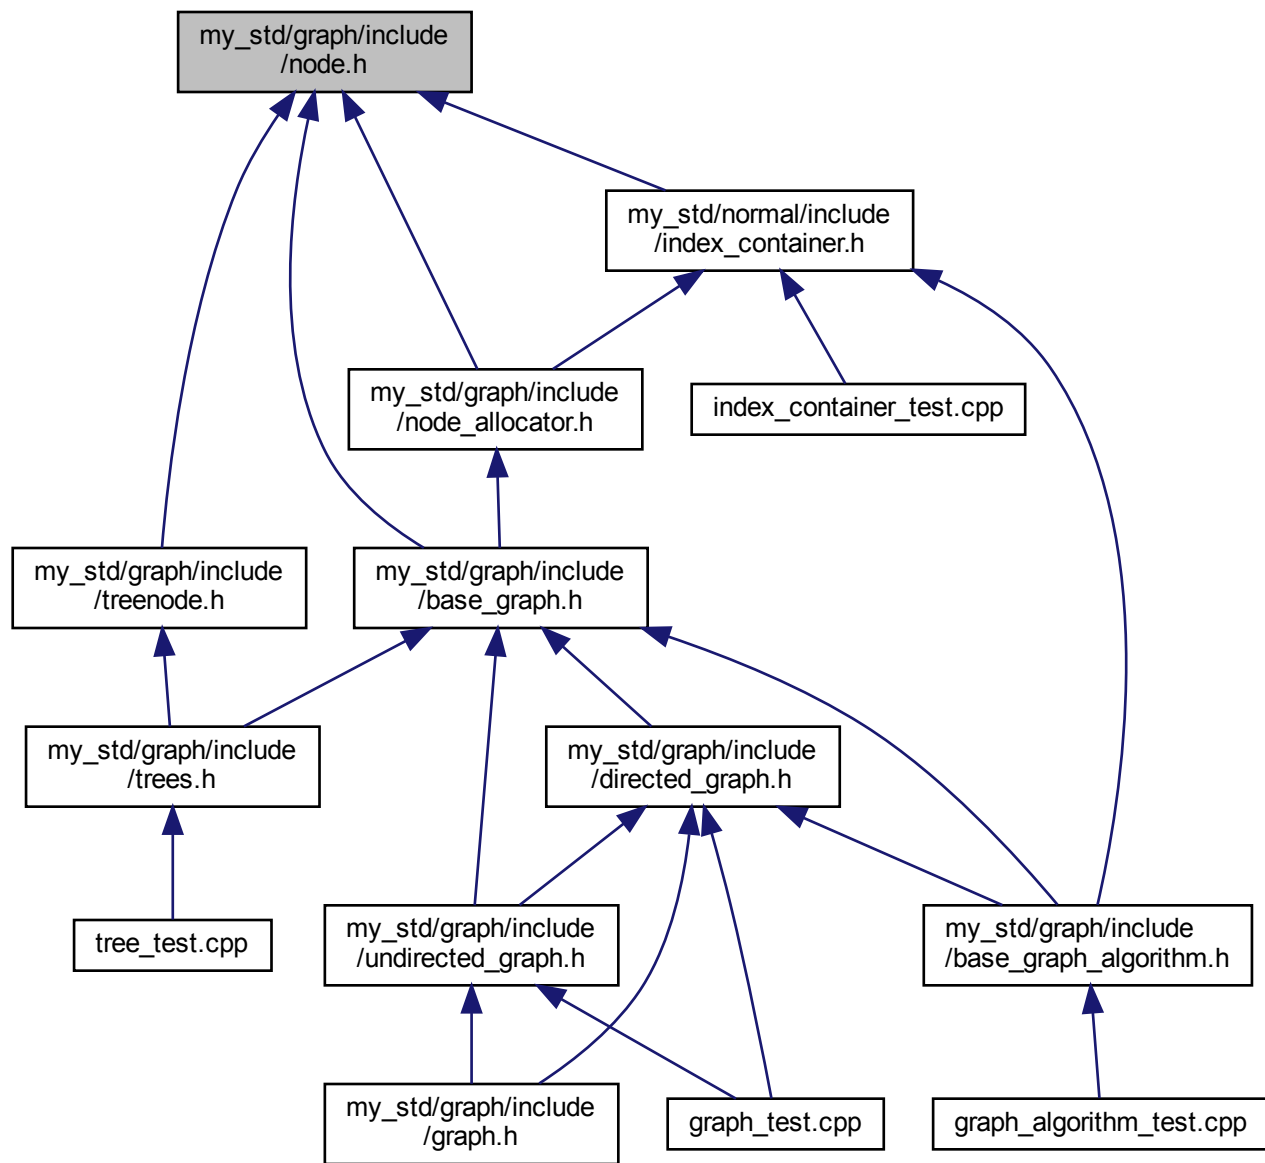 my_std/graph/include
/node.h
my_std/normal/include
/index_container.h
my_std/graph/include
/node_allocator.h
index_container_test.cpp
my_std/graph/include
/treenode.h
my_std/graph/include
/base_graph.h
my_std/graph/include
/trees.h
my_std/graph/include
/directed_graph.h
tree_test.cpp
my_std/graph/include
/undirected_graph.h
my_std/graph/include
/base_graph_algorithm.h
my_std/graph/include
/graph.h
graph_test.cpp
graph_algorithm_test.cpp